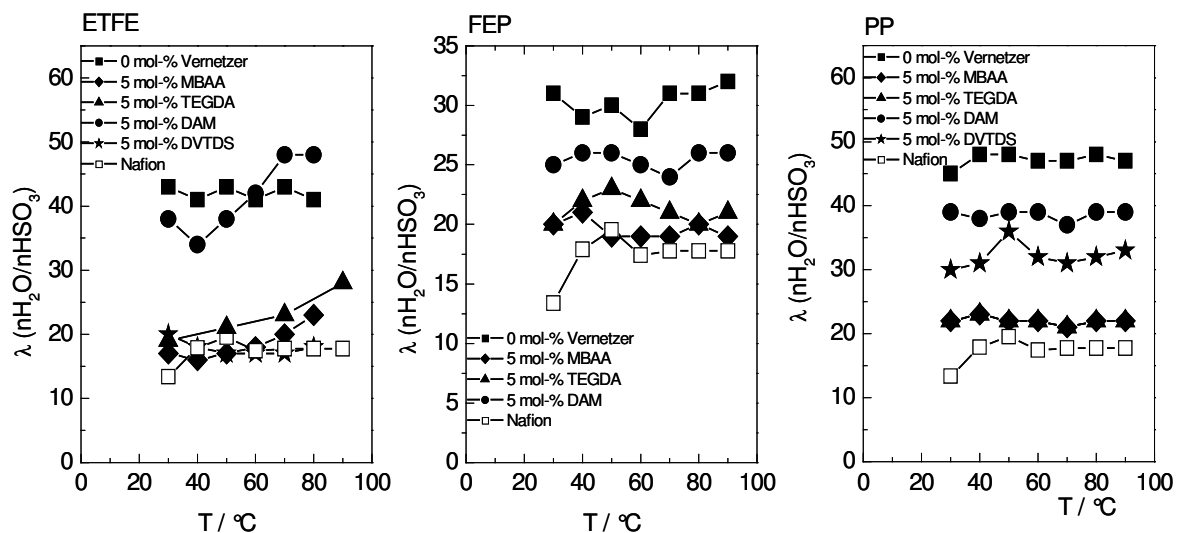 ETFE
60
50
40
30
20
10
0
λ (nH2O/nHSO3)
0 mol-% Vernetzer
5 mol-% MBAA
5 mol-% TEGDA
5 mol-% DAM
5 mol-% DVTDS
Nafion
0 20 40 60 80 100
T / °C
FEP
35
30
25
20
15
10
5
0
λ (nH2O/nHSO3)
0 mol-% Vernetzer
5 mol-% MBAA
5 mol-% TEGDA
5 mol-% DAM
Nafion
0 20 40 60 80 100
T / °C
PP
60
50
40
30
20
10
0
λ (nH2O/nHSO3)
0 mol-% Vernetzer
5 mol-% MBAA
5 mol-% TEGDA
5 mol-% DAM
5 mol-% DVTDS
Nafion
0 20 40 60 80 100
T / °C